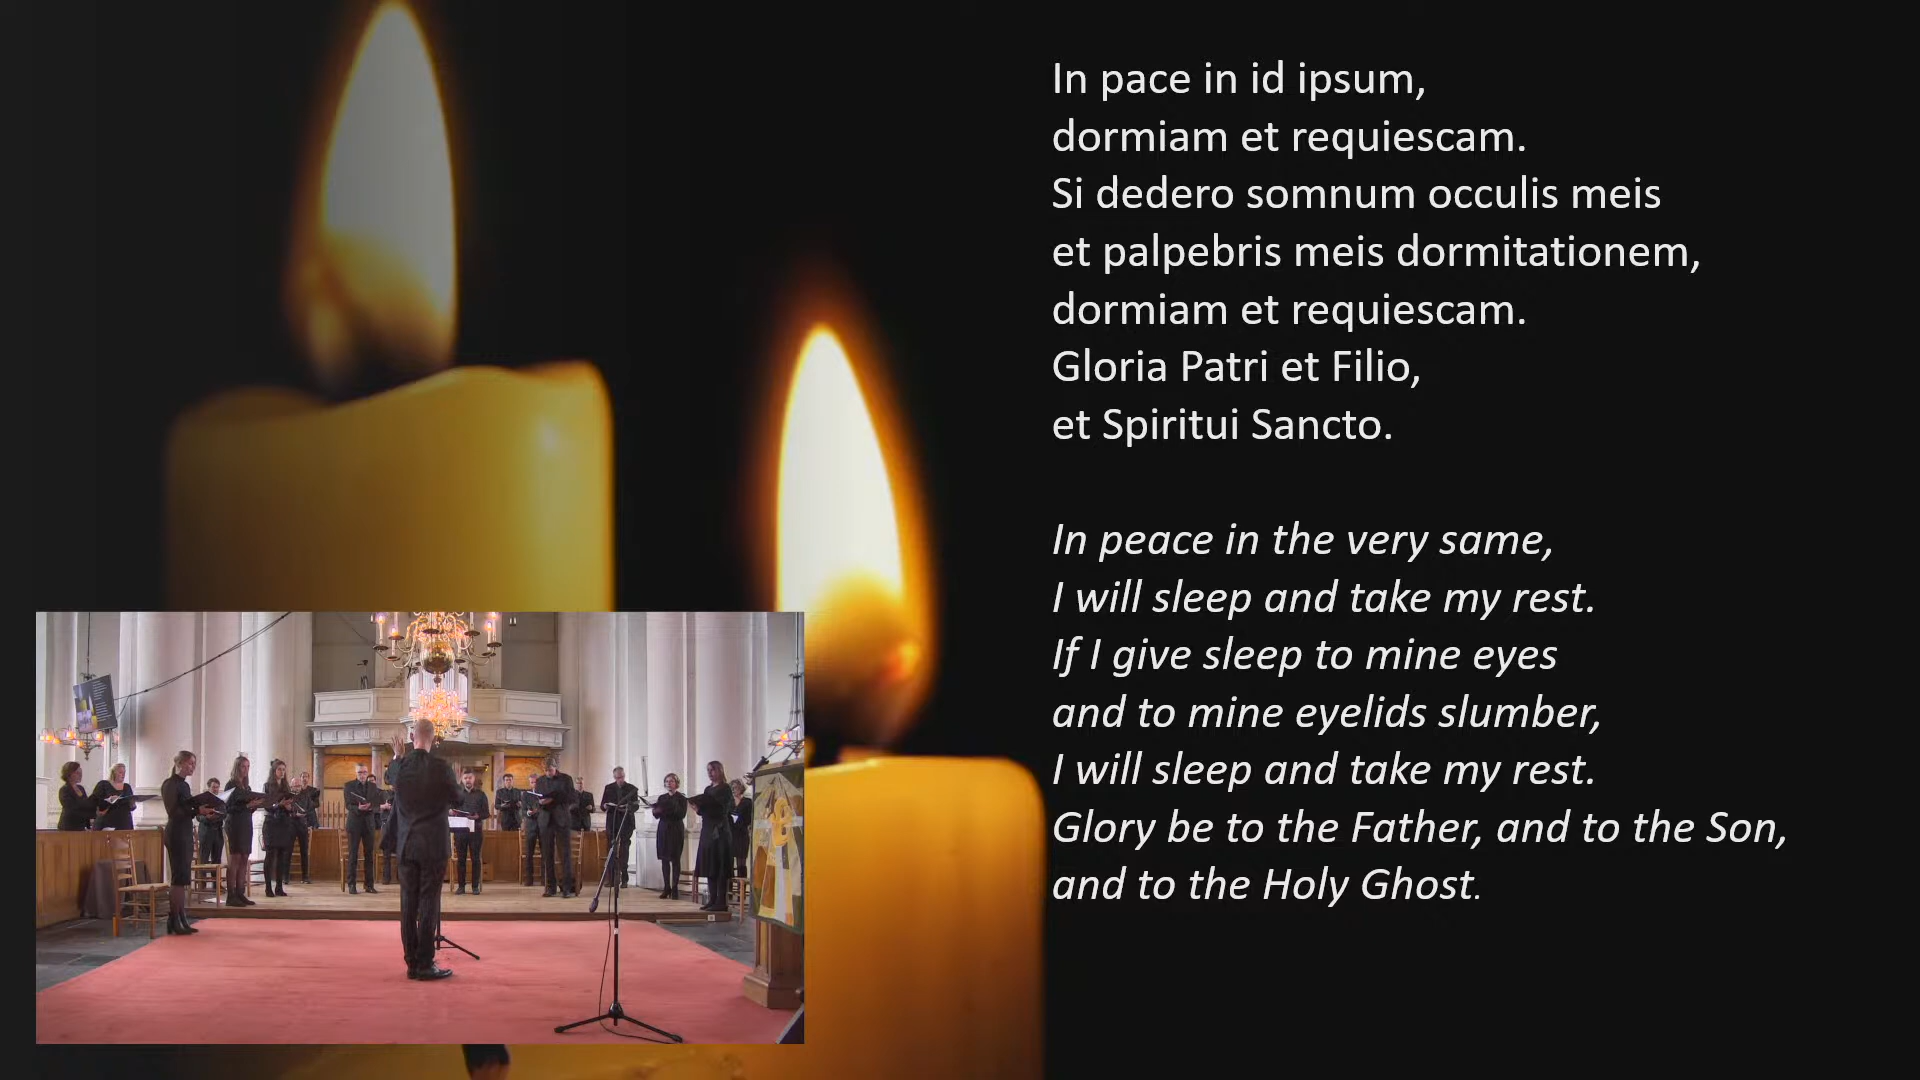 In pace in id ipsum,
dormiam et requiescam.
Si dedero somnum occulis meis
et palpebris meis dormitationem,
dormiam et requiescam.
Gloria Patri et Filio,
et Spiritui Sancto.
In peace in the very same,
I will sleep and take my rest.
If I give sleep to mine eyes
and to mine eyelids slumber,
I will sleep and take my rest.
Glory be to the Father, and to the Son,
and to the Holy Ghost.